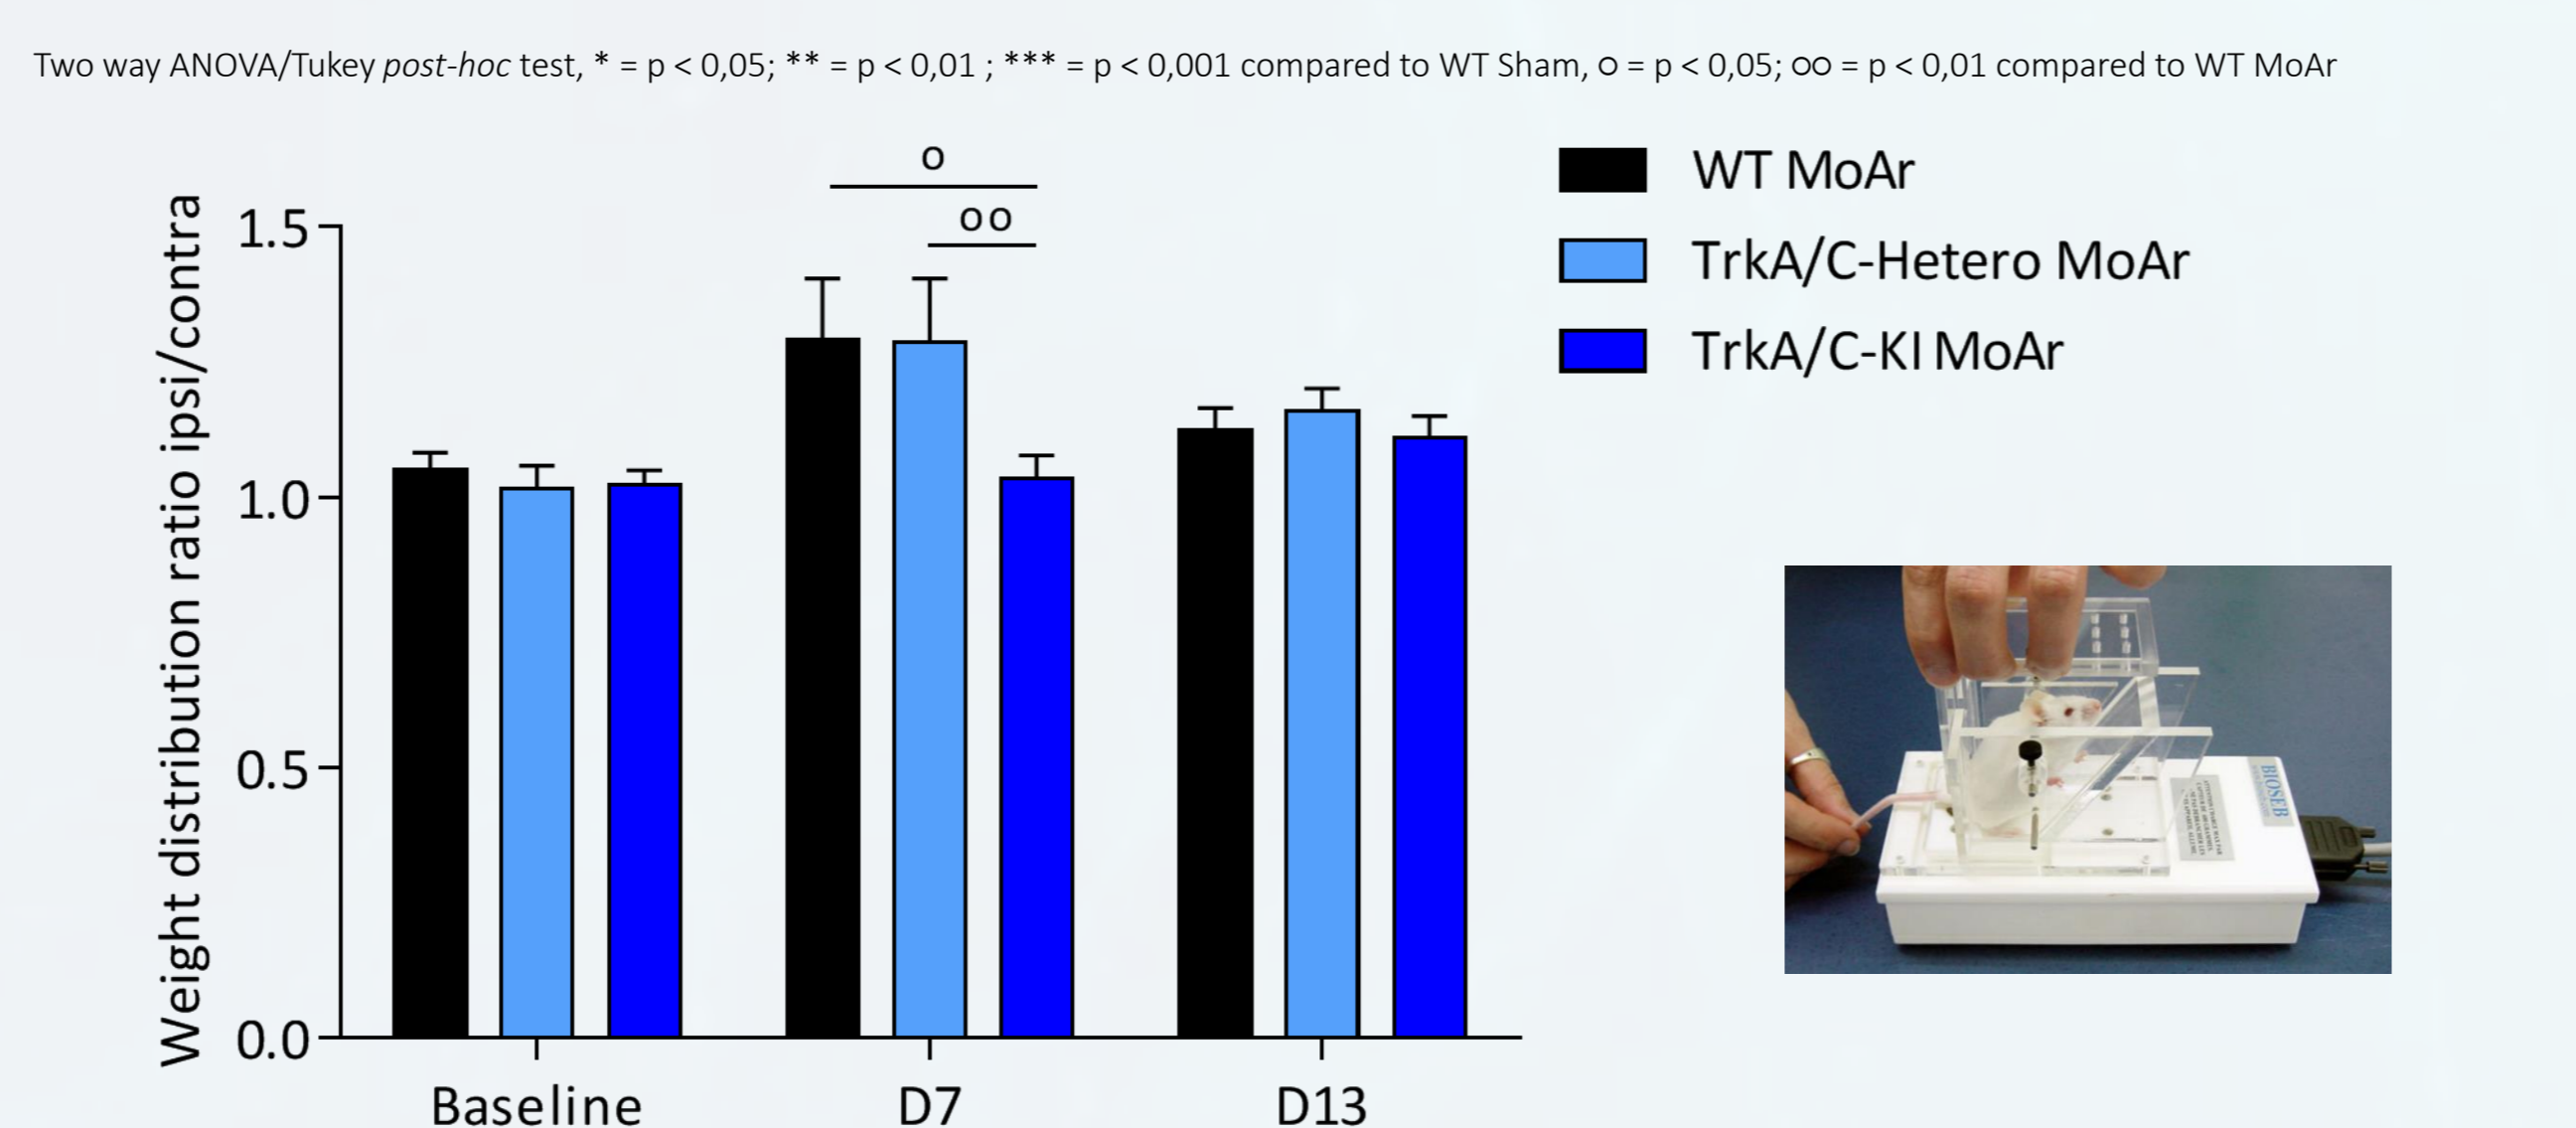 Two way ANOVA/Tukey post-hoc test, * = p < 0,05; ** = p < 0,01 ; *** = p < 0,001 compared to WT Sham, o = p < 0,05; oo = p < 0,01 compared to WT MoAr
o
oo
WT MoAr
TrkA/C-Hetero MoAr
TrkA/C-KI MoAr
Weight distribution ratio ipsi/contra
1.5
1.0
0.5
0.0
Baseline
D7
D13
BIOSEB